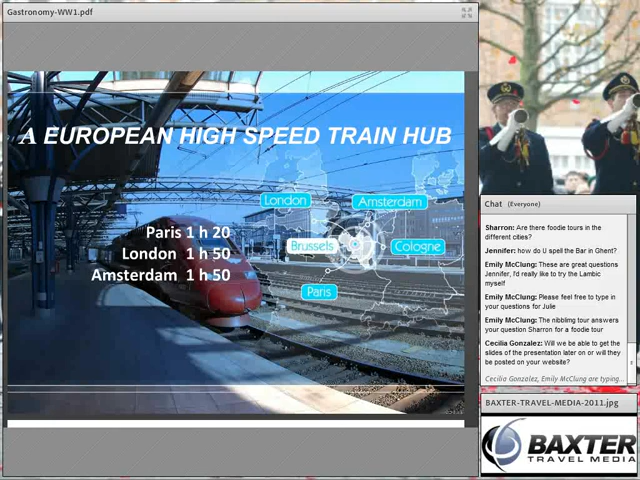 Gastronomy-WW1.pdf
A EUROPEAN HIGH SPEED TRAIN HUB
London
Amsterdam
Brussels
Cologne
Paris
Paris 1 h 20
London 1 h 50
Amsterdam 1 h 50
Chat (Everyone)
Sharron: Are there foodie tours in the
different cities?
Jennifer: how do U spell the Bar in Ghent?
Emily McClung: These are great questions
Jennifer, I'd really like to try the Lambic
myself
Emily McClung: Please feel free to type in
your questions for Julie
Emily McClung: The nibblimg tour answers
your question Sharron for a foodie tour
Cecilia Gonzalez: Will we be able to get the
slides of the presentation later on or will they
be posted on your website?
Cecilia Gonzalez, Emily McClung are typing...
BAXTER-TRAVEL-MEDIA-2011.jpg
BAXTER
TRAVEL MEDIA